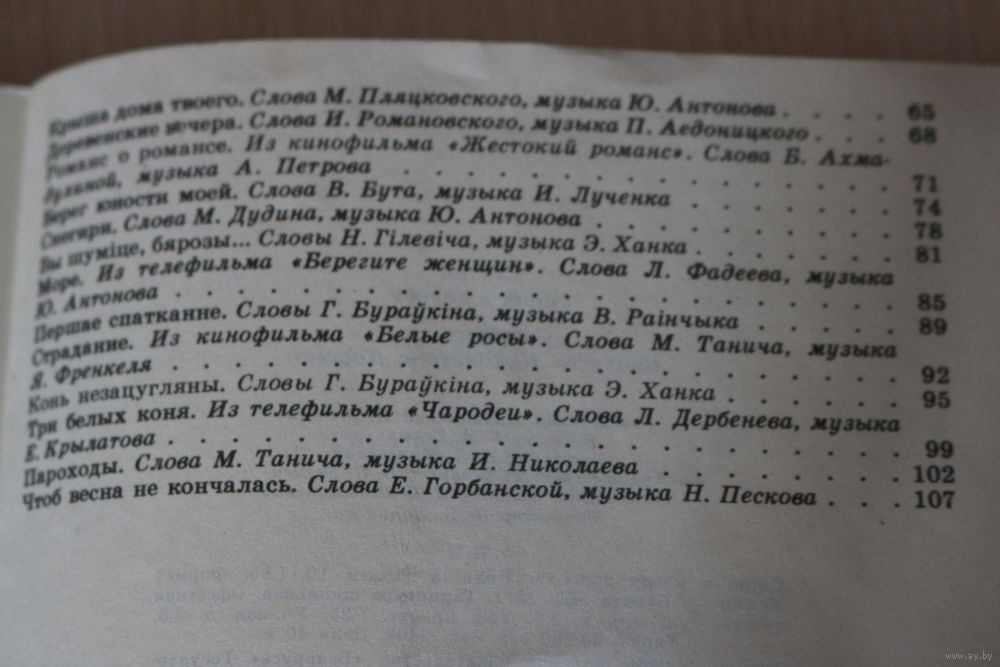 Крыша дома твоего. Слова М. Пляцковского, музыка Ю. Антонова . . . . 65
Деревенские вечера. Слова И. Романовского, музыка П. Аедоницкого . . . 68
Романс о романсе. Из кинофильма «Жестокий романс». Слова Б. Ахма-
дулиной, музыка А. Петрова . . . . . . . . . . . . 71
Берег юности моей. Слова В. Бута, музыка И. Лученка . . . . . . 74
Снегири. Слова М. Дудина, музыка Ю. Антонова . . . . . . . . 78
Вы шуміце, бярозы... Словы Н. Гілевіча, музыка Э. Ханка . . . . . . 81
Море. Из телефильма «Берегите женщин». Слова Л. Фадеева, музыка
Ю. Антонова . . . . . . . . . . . . . . . . . . 85
Першае спатканне. Словы Г. Бураўкіна, музыка В. Раінчыка . . . . . 89
Страдание. Из кинофильма «Белые росы». Слова М. Танича, музыка
Я. Френкеля . . . . . . . . . . . . . . . . . . 92
Конь незацугляны. Словы Г. Бураўкіна, музыка Э. Ханка . . . . . . 95
Три белых коня. Из телефильма «Чародеи». Слова Л. Дербенева, музыка
Е. Крылатова . . . . . . . . . . . . . . . . . . 99
Пароходы. Слова М. Танича, музыка И. Николаева . . . . . . . . 102
Чтоб весна не кончалась. Слова Е. Горбанской, музыка Н. Пескова . . . 107
www.ay.by